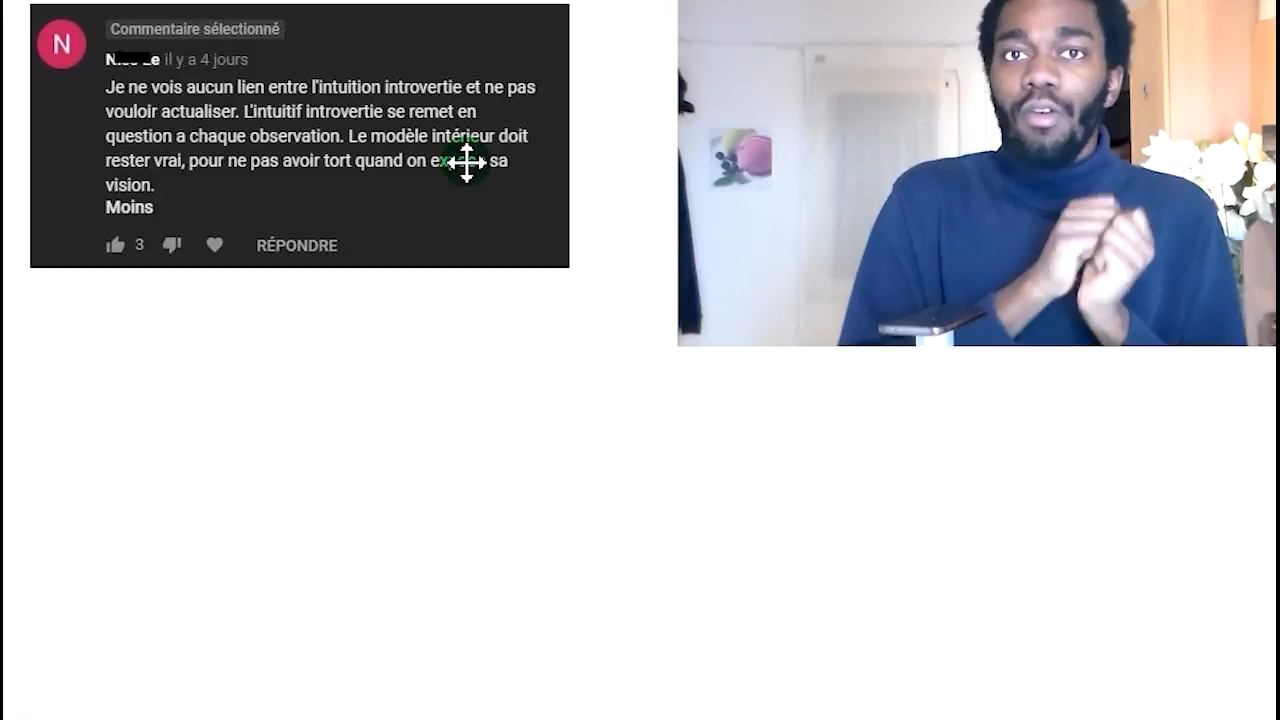 N
Commentaire sélectionné
il y a 4 jours
Je ne vois aucun lien entre l'intuition introvertie et ne pas
vouloir actualiser. L'intuitif introvertie se remet en
question a chaque observation. Le modèle intérieur doit
rester vrai, pour ne pas avoir tort quand on sa
vision.
Moins
3
RÉPONDRE